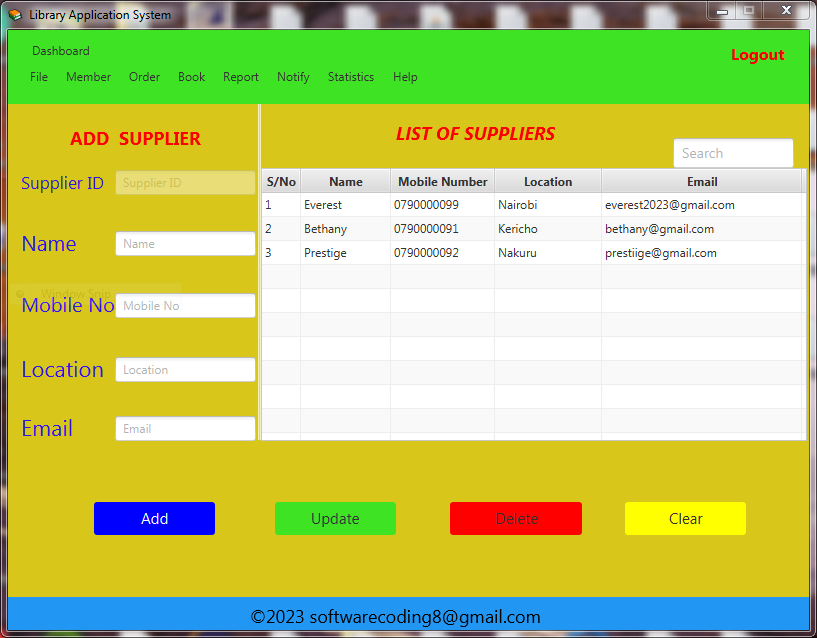 Library Application System
Dashboard
Logout
File Member Order Book Report Notify Statistics Help
ADD SUPPLIER
LIST OF SUPPLIERS
Search
Supplier ID Supplier ID
Name Name
Mobile No Mobile No
Location Location
Email Email
S/No Name Mobile Number Location Email
1 Everest 0790000099 Nairobi everest2023@gmail.com
2 Bethany 0790000091 Kericho bethany@gmail.com
3 Prestige 0790000092 Nakuru prestiige@gmail.com
Window Snip
Add Update Delete Clear
©2023 softwarecoding8@gmail.com